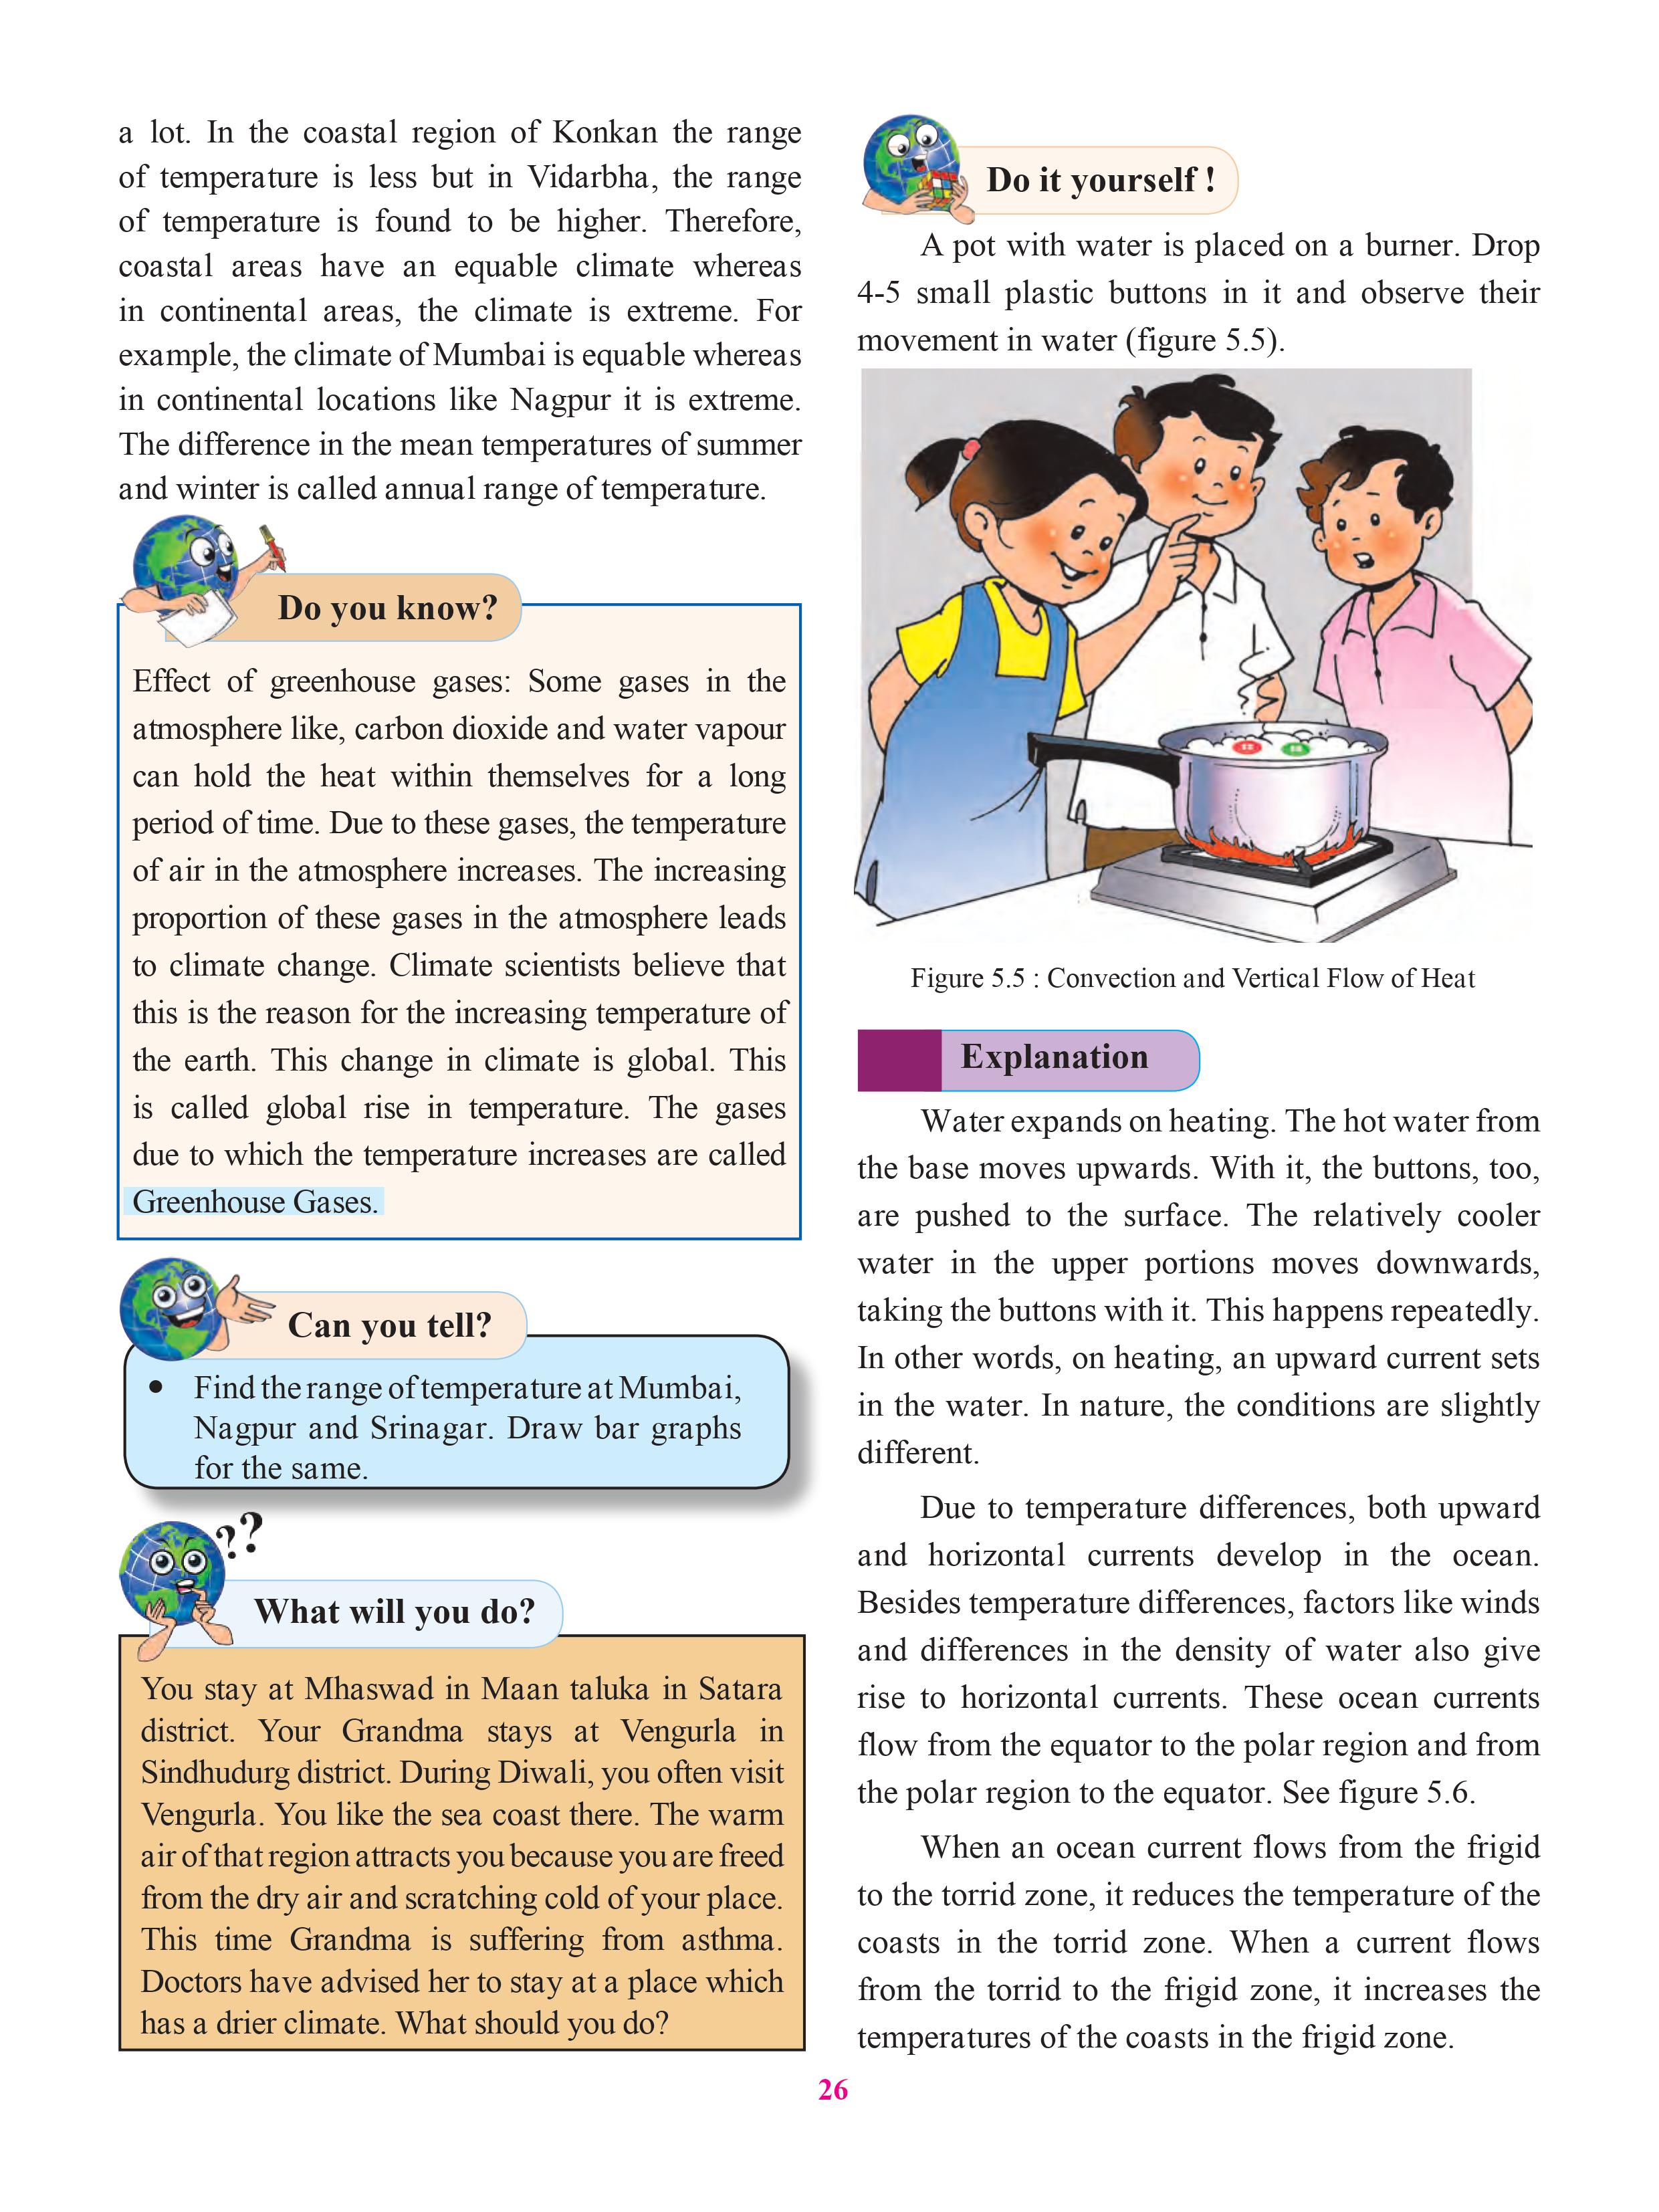 a lot. In the coastal region of Konkan the range
of temperature is less but in Vidarbha, the range
of temperature is found to be higher. Therefore,
coastal areas have an equable climate whereas
in continental areas, the climate is extreme. For
example, the climate of Mumbai is equable whereas
in continental locations like Nagpur it is extreme.
The difference in the mean temperatures of summer
and winter is called annual range of temperature.
Do you know?
Effect of greenhouse gases: Some gases in the
atmosphere like, carbon dioxide and water vapour
can hold the heat within themselves for a long
period of time. Due to these gases, the temperature
of air in the atmosphere increases. The increasing
proportion of these gases in the atmosphere leads
to climate change. Climate scientists believe that
this is the reason for the increasing temperature of
the earth. This change in climate is global. This
is called global rise in temperature. The gases
due to which the temperature increases are called
Greenhouse Gases.
Can you tell?
• Find the range of temperature at Mumbai,
Nagpur and Srinagar. Draw bar graphs
for the same.
??
What will you do?
You stay at Mhaswad in Maan taluka in Satara
district. Your Grandma stays at Vengurla in
Sindhudurg district. During Diwali, you often visit
Vengurla. You like the sea coast there. The warm
air of that region attracts you because you are freed
from the dry air and scratching cold of your place.
This time Grandma is suffering from asthma.
Doctors have advised her to stay at a place which
has a drier climate. What should you do?
Do it yourself !
A pot with water is placed on a burner. Drop
4-5 small plastic buttons in it and observe their
movement in water (figure 5.5).
Figure 5.5 : Convection and Vertical Flow of Heat
Explanation
Water expands on heating. The hot water from
the base moves upwards. With it, the buttons, too,
are pushed to the surface. The relatively cooler
water in the upper portions moves downwards,
taking the buttons with it. This happens repeatedly.
In other words, on heating, an upward current sets
in the water. In nature, the conditions are slightly
different.
Due to temperature differences, both upward
and horizontal currents develop in the ocean.
Besides temperature differences, factors like winds
and differences in the density of water also give
rise to horizontal currents. These ocean currents
flow from the equator to the polar region and from
the polar region to the equator. See figure 5.6.
When an ocean current flows from the frigid
to the torrid zone, it reduces the temperature of the
coasts in the torrid zone. When a current flows
from the torrid to the frigid zone, it increases the
temperatures of the coasts in the frigid zone.
26